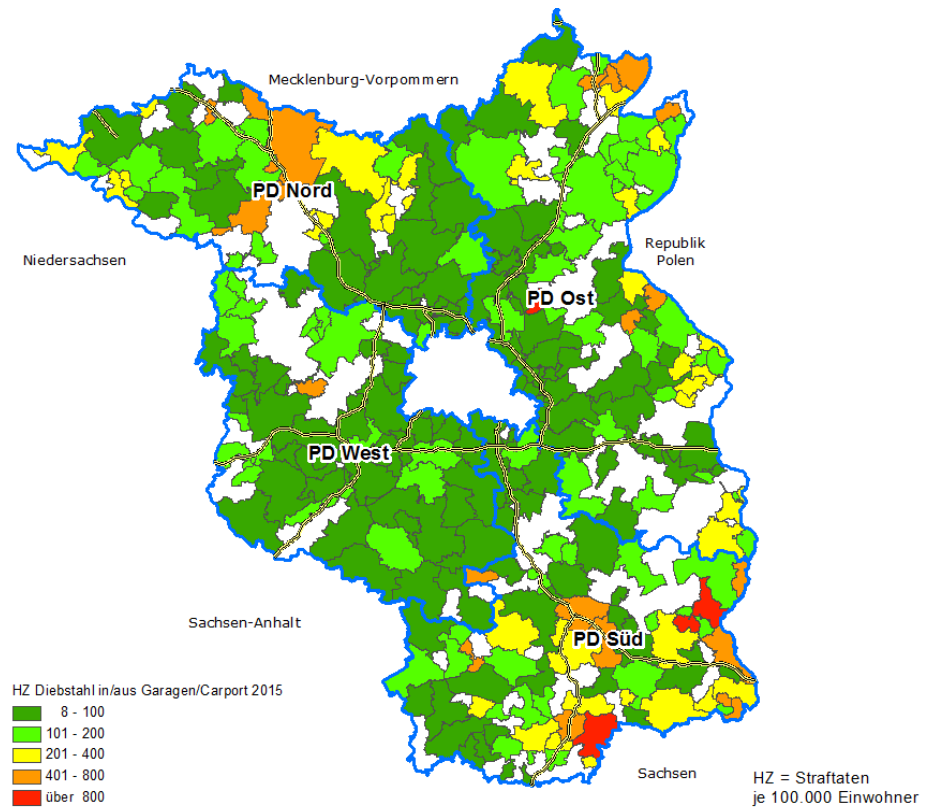 Mecklenburg-Vorpommern
PD Nord
Niedersachsen
Republik
Polen
PD Ost
PD West
Sachsen-Anhalt
PD Süd
HZ Diebstahl in/aus Garagen/Carport 2015
8 - 100
101 - 200
201 - 400
401 - 800
über 800
Sachsen
HZ = Straftaten
je 100.000 Einwohner